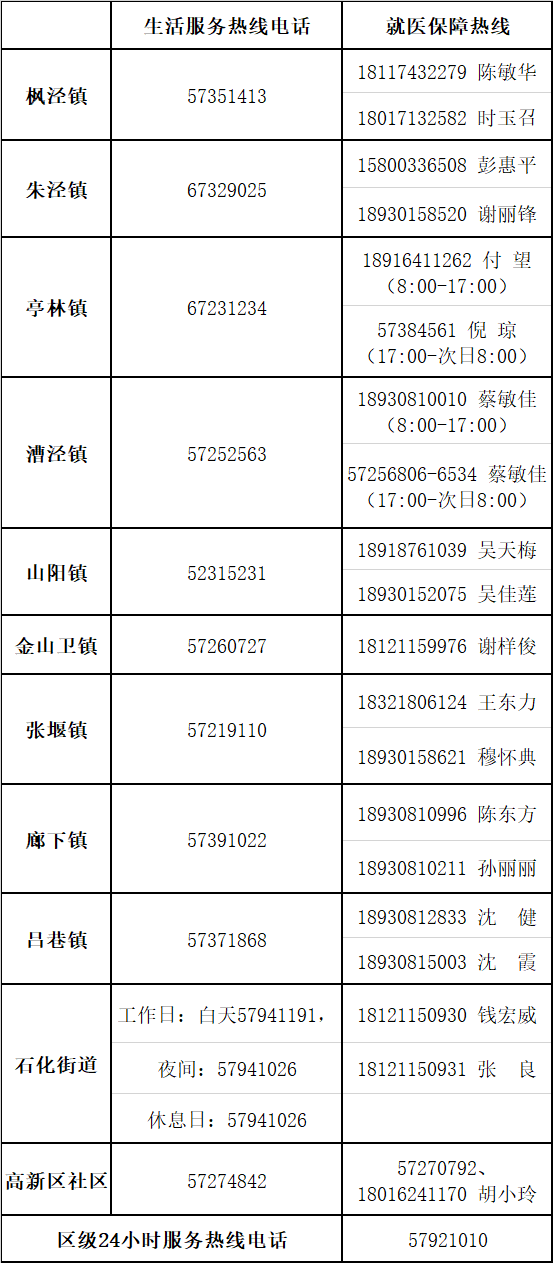 生活服务热线电话 就医保障热线
枫泾镇 57351413 18117432279 陈敏华
18017132582 时玉召
朱泾镇 67329025 15800336508 彭惠平
18930158520 谢丽锋
亭林镇 67231234 18916411262 付 望
（8:00-17:00）
57384561 倪 琼
（17:00-次日8:00）
漕泾镇 57252563 18930810010 蔡敏佳
（8:00-17:00）
57256806-6534 蔡敏佳
（17:00-次日8:00）
山阳镇 52315231 18918761039 吴天梅
18930152075 吴佳莲
金山卫镇 57260727 18121159976 谢样俊
张堰镇 57219110 18321806124 王东力
18930158621 穆怀典
廊下镇 57391022 18930810996 陈东方
18930810211 孙丽丽
吕巷镇 57371868 18930812833 沈 健
18930815003 沈 霞
石化街道 工作日：白天57941191， 18121150930 钱宏威
夜间：57941026 18121150931 张 良
休息日：57941026
高新区社区 57274842 57270792、
18016241170 胡小玲
区级24小时服务热线电话 57921010